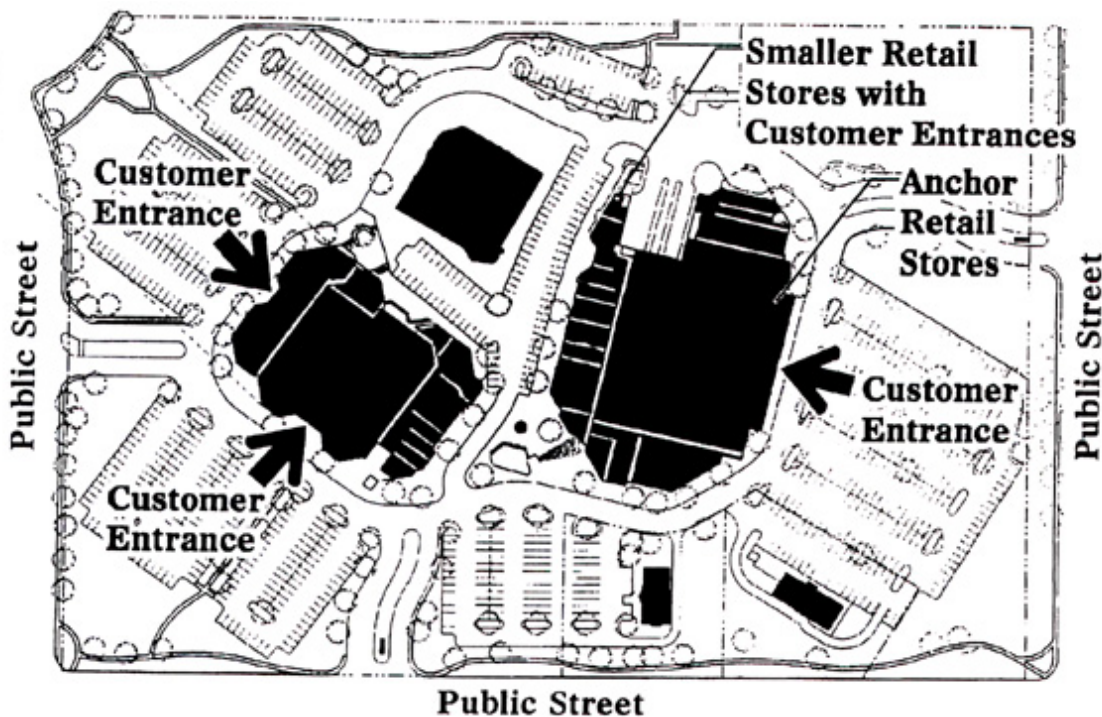 Smaller Retail
Stores with
Customer Entrances
Customer
Entrance
Anchor
Retail
Stores
Public Street
Public Street
Customer
Entrance
Customer
Entrance
Public Street